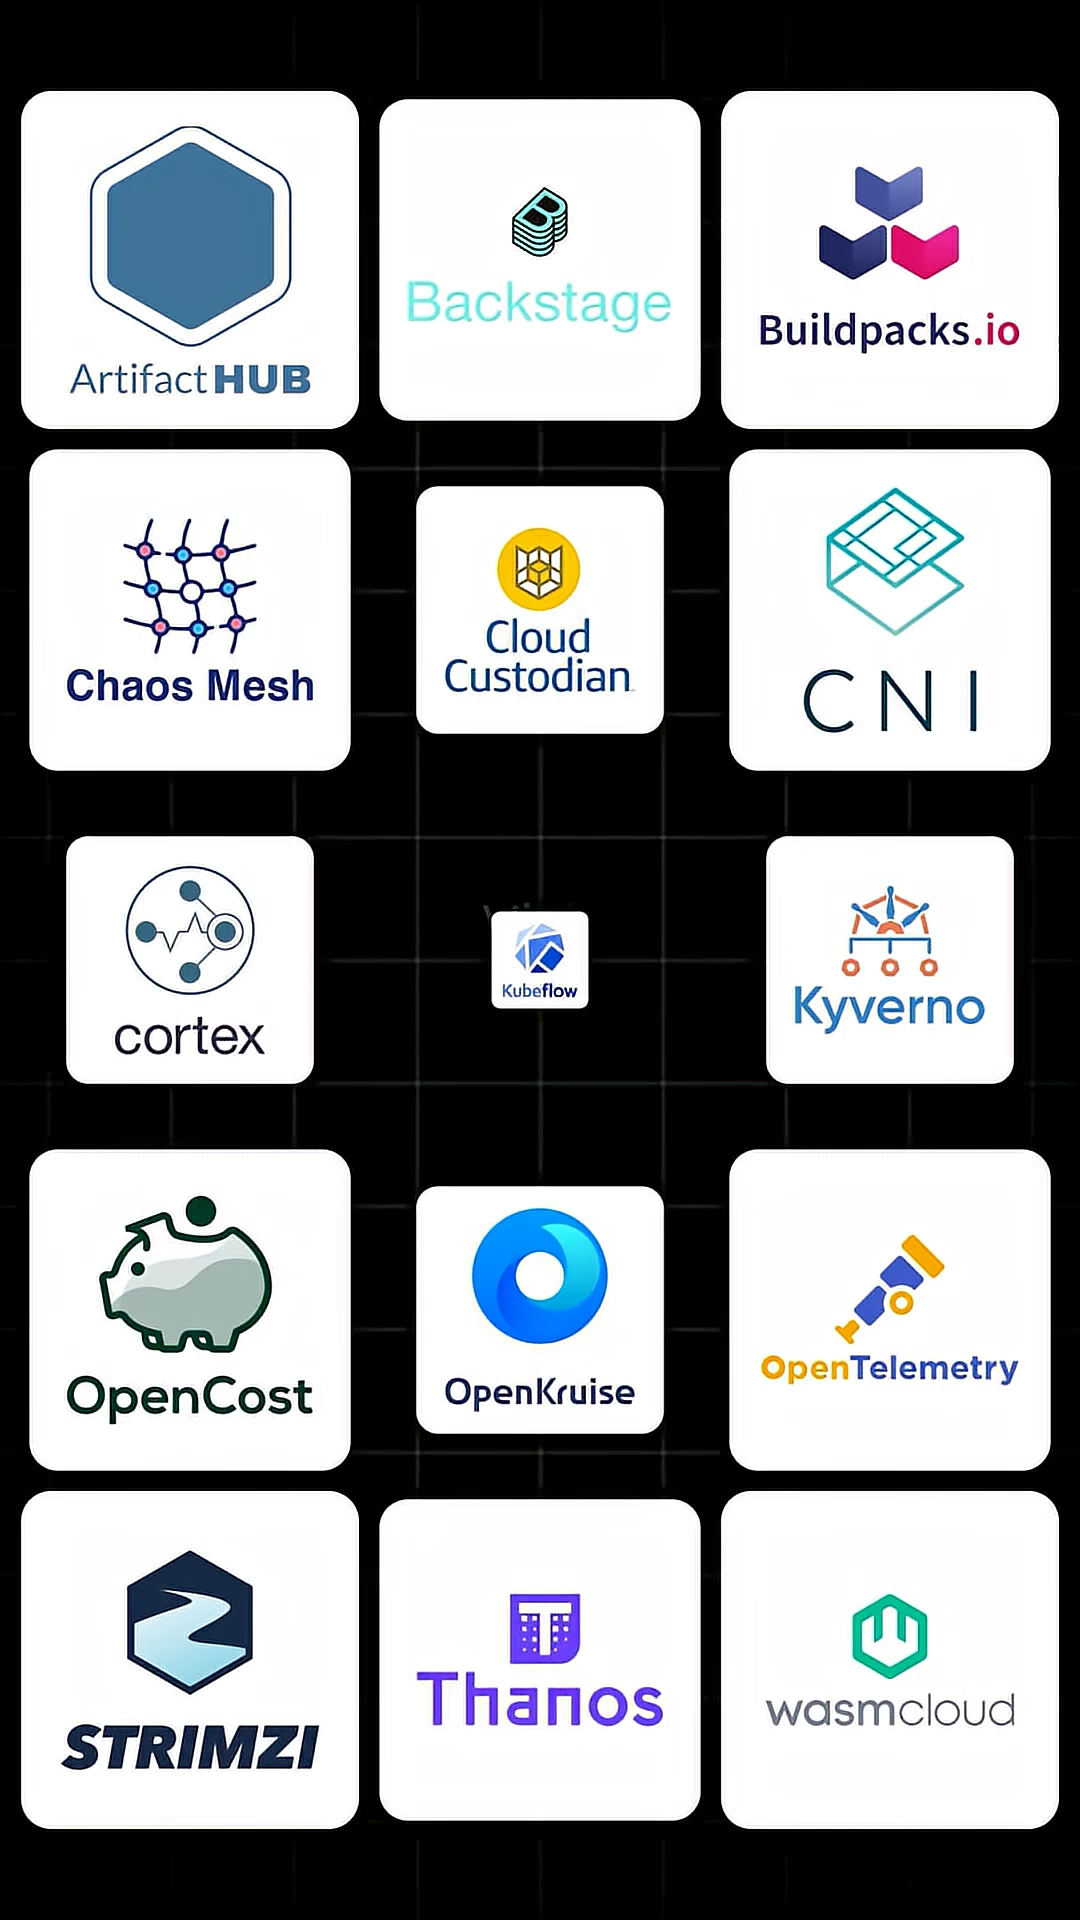 Artifact HUB
Backstage
Buildpacks.io
Chaos Mesh
Cloud
Custodian
CNI
cortex
Kubeflow
Kyverno
OpenCost
OpenKruise
OpenTelemetry
STRIMZI
Thanos
wasmcloud